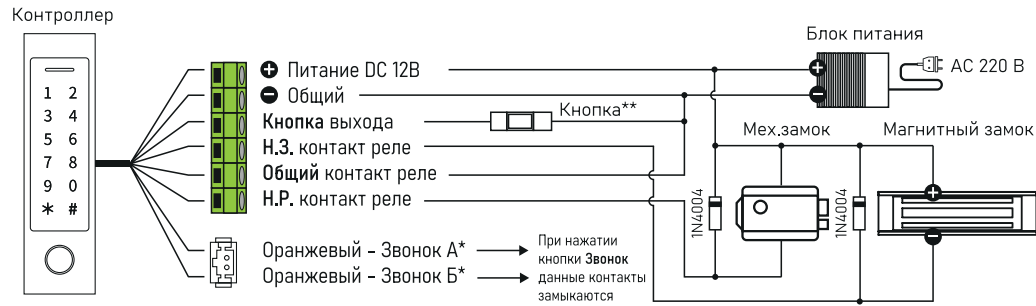 Контроллер
1 2
3 4
5 6
7 8
9 0
* #
Питание DC 12В
Общий
Кнопка выхода
Н.З. контакт реле
Общий контакт реле
Н.Р. контакт реле
Оранжевый - Звонок А*
Оранжевый - Звонок Б*
При нажатии
кнопки Звонок
данные контакты
замыкаются
Кнопка**
Блок питания
AC 220 В
Мех.замок
Магнитный замок
1N4004
1N4004